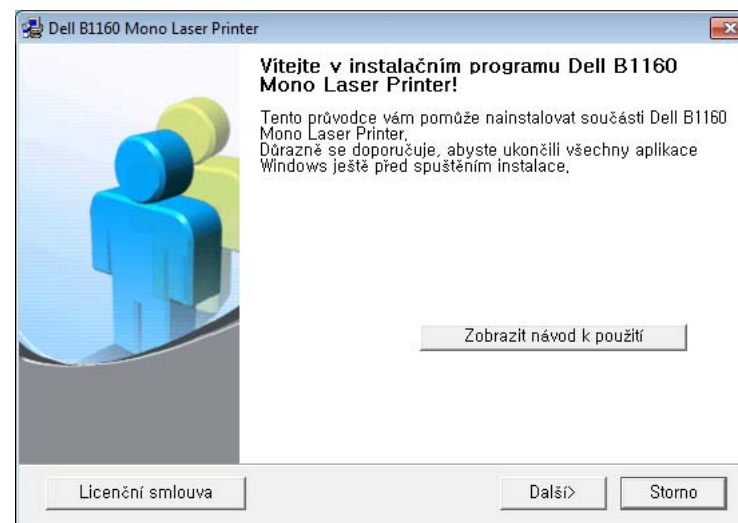 Dell B1160 Mono Laser Printer
Vítejte v instalačním programu Dell B1160
Mono Laser Printer!
Tento průvodce vám pomůže nainstalovat součásti Dell B1160
Mono Laser Printer.
Důrazně se doporučuje, abyste ukončili všechny aplikace
Windows ještě před spuštěním instalace.
Zobrazit návod k použití
Licenční smlouva
Další>
Storno